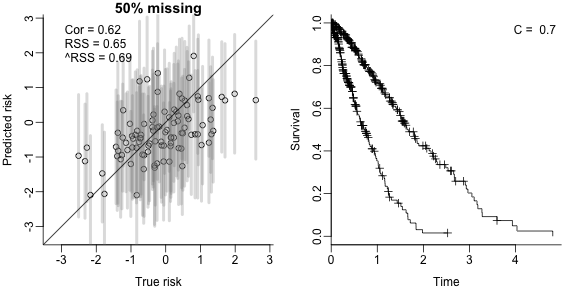 50% missing
Cor = 0.62
RSS = 0.65
^RSS = 0.69
Predicted risk
-3 -2 -1 0 1 2 3
-3 -2 -1 0 1 2 3
True risk
C = 0.7
Survival
0.0 0.2 0.4 0.6 0.8 1.0
0 1 2 3 4
Time